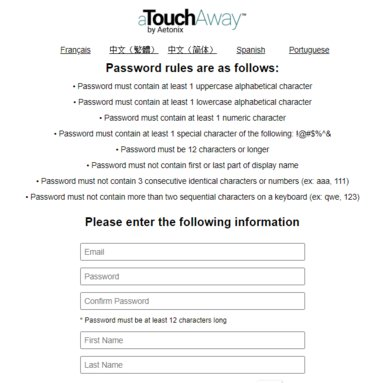 aTouchAway™
by Aetonix
Français 中文（繁體） 中文（简体） Spanish Portuguese
Password rules are as follows:
• Password must contain at least 1 uppercase alphabetical character
• Password must contain at least 1 lowercase alphabetical character
• Password must contain at least 1 numeric character
• Password must contain at least 1 special character of the following: !@#$%^&
• Password must be 12 characters or longer
• Password must not contain first or last part of display name
• Password must not contain 3 consecutive identical characters or numbers (ex: aaa, 111)
• Password must not contain more than two sequential characters on a keyboard (ex: qwe, 123)
Please enter the following information
Email
Password
Confirm Password
* Password must be at least 12 characters long
First Name
Last Name